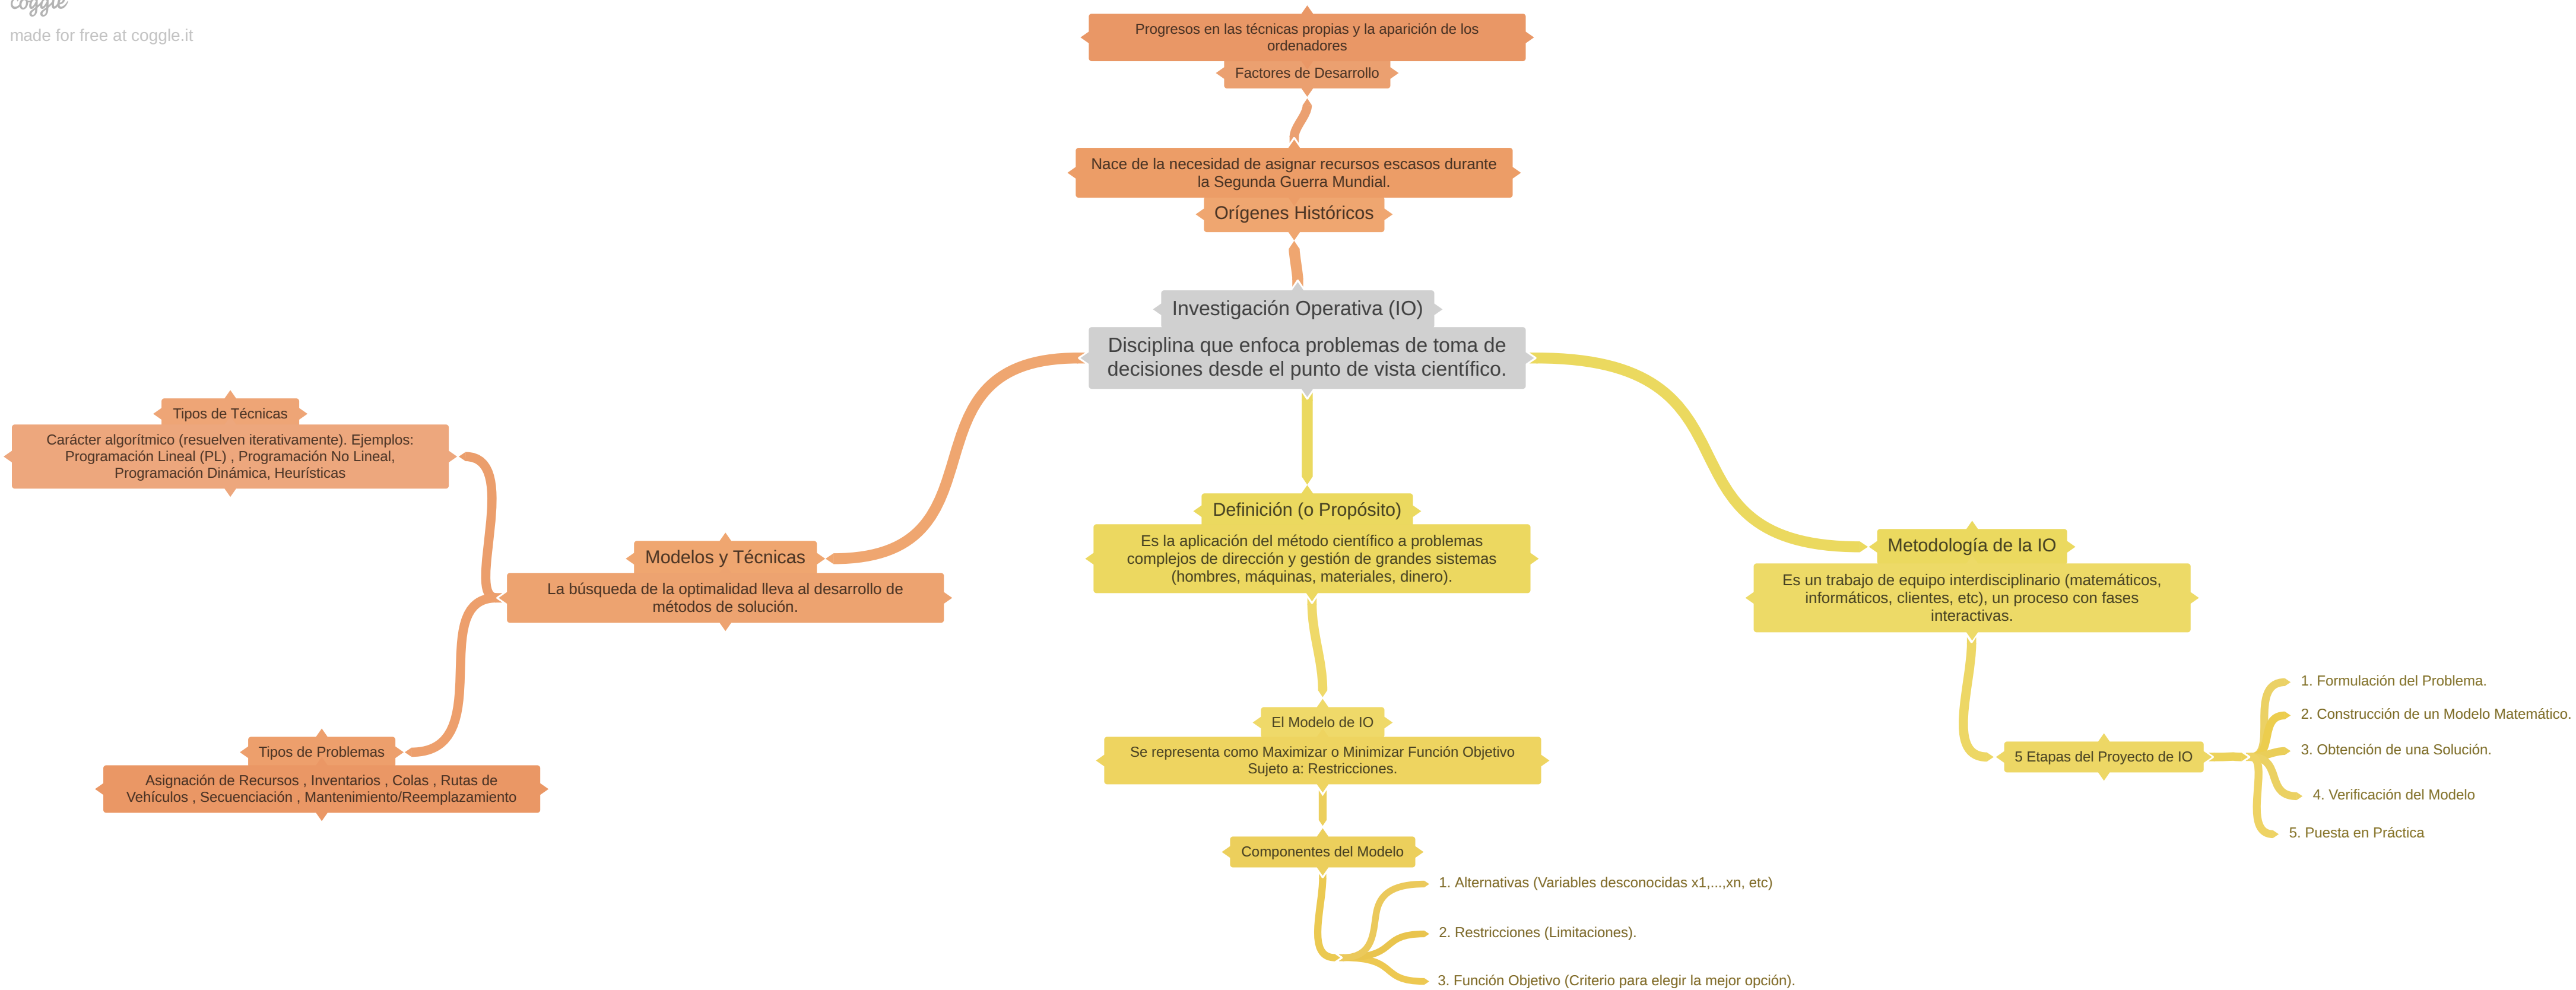 coggle
made for free at coggle.it
Progresos en las técnicas propias y la aparición de los
ordenadores
Factores de Desarrollo
Nace de la necesidad de asignar recursos escasos durante
la Segunda Guerra Mundial.
Orígenes Históricos
Investigación Operativa (IO)
Disciplina que enfoca problemas de toma de
decisiones desde el punto de vista científico.
Tipos de Técnicas
Carácter algorítmico (resuelven iterativamente). Ejemplos:
Programación Lineal (PL) , Programación No Lineal,
Programación Dinámica, Heurísticas
Modelos y Técnicas
La búsqueda de la optimalidad lleva al desarrollo de
métodos de solución.
Tipos de Problemas
Asignación de Recursos , Inventarios , Colas , Rutas de
Vehículos , Secuenciación , Mantenimiento/Reemplazamiento
Definición (o Propósito)
Es la aplicación del método científico a problemas
complejos de dirección y gestión de grandes sistemas
(hombres, máquinas, materiales, dinero).
El Modelo de IO
Se representa como Maximizar o Minimizar Función Objetivo
Sujeto a: Restricciones.
Componentes del Modelo
1. Alternativas (Variables desconocidas x1,...,xn, etc)
2. Restricciones (Limitaciones).
3. Función Objetivo (Criterio para elegir la mejor opción).
Metodología de la IO
Es un trabajo de equipo interdisciplinario (matemáticos,
informáticos, clientes, etc), un proceso con fases
interactivas.
5 Etapas del Proyecto de IO
1. Formulación del Problema.
2. Construcción de un Modelo Matemático.
3. Obtención de una Solución.
4. Verificación del Modelo
5. Puesta en Práctica